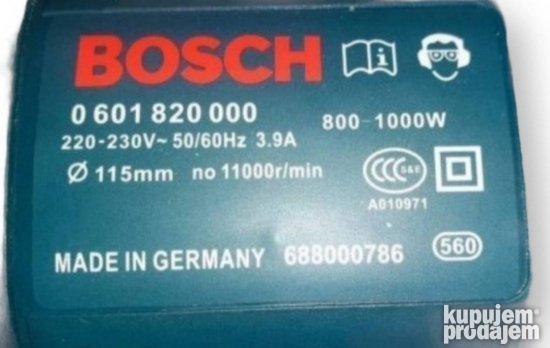 BOSCH
0 601 820 000
800-1000W
220-230V~ 50/60Hz 3.9A
Ø 115mm no 11000r/min
CCC S&E
A010971
MADE IN GERMANY 688000786
560
kupujem
prodajem